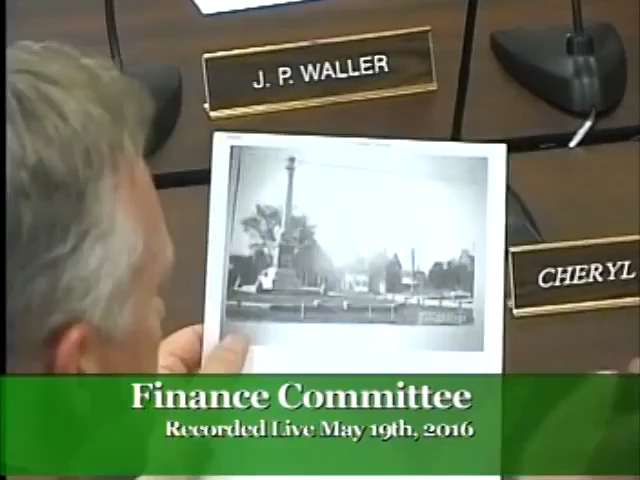 J. P. WALLER
CHERYL
Finance Committee
Recorded Live May 19th, 2016